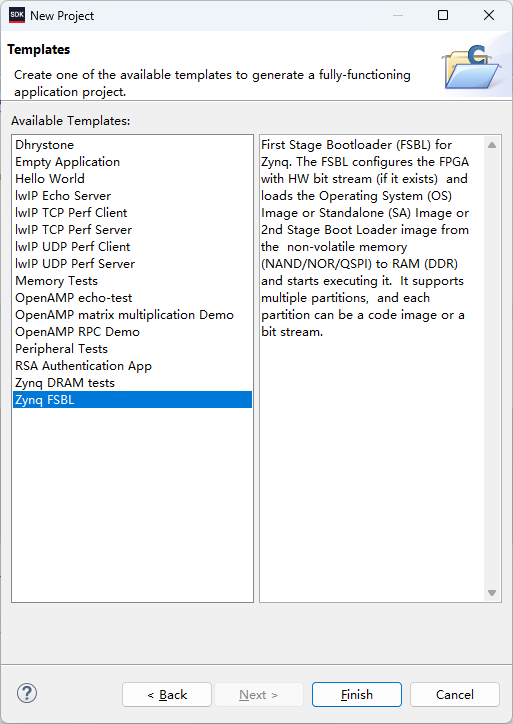 SDK New Project
Templates
Create one of the available templates to generate a fully-functioning
application project.
C
Available Templates:
Dhrystone
Empty Application
Hello World
lwIP Echo Server
lwIP TCP Perf Client
lwIP TCP Perf Server
lwIP UDP Perf Client
lwIP UDP Perf Server
Memory Tests
OpenAMP echo-test
OpenAMP matrix multiplication Demo
OpenAMP RPC Demo
Peripheral Tests
RSA Authentication App
Zynq DRAM tests
Zynq FSBL
First Stage Bootloader (FSBL) for
Zynq. The FSBL configures the FPGA
with HW bit stream (if it exists)  and
loads the Operating System (OS)
Image or Standalone (SA) Image or
2nd Stage Boot Loader image from
the  non-volatile memory
(NAND/NOR/QSPI) to RAM (DDR)
and starts executing it.  It supports
multiple partitions,  and each
partition can be a code image or a
bit stream.
? < Back Next > Finish Cancel